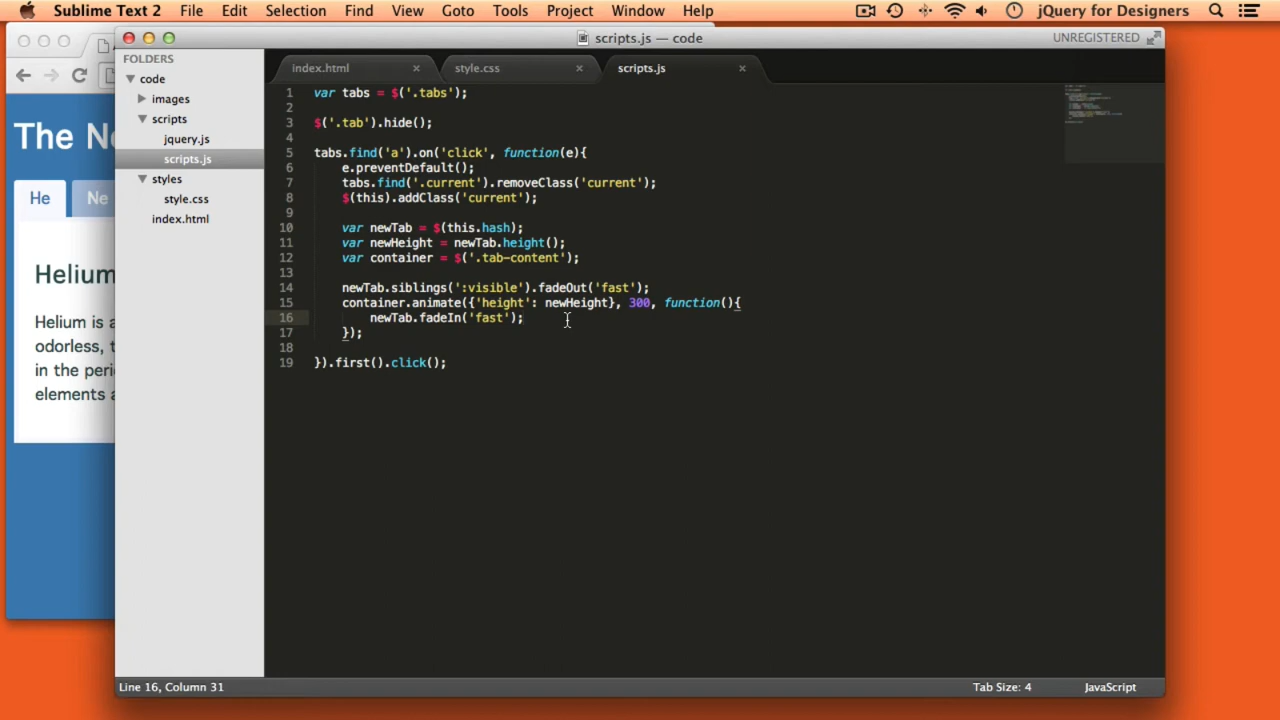 Sublime Text 2 File Edit Selection Find View Goto Tools Project Window Help jQuery for Designers
scripts.js — code
UNREGISTERED
FOLDERS
code
images
scripts
jquery.js
scripts.js
styles
style.css
index.html
index.html
style.css
scripts.js
1 var tabs = $('.tabs');
2
3 $('.tab').hide();
4
5 tabs.find('a').on('click', function(e){
6 e.preventDefault();
7 tabs.find('.current').removeClass('current');
8 $(this).addClass('current');
9
10 var newTab = $(this.hash);
11 var newHeight = newTab.height();
12 var container = $('.tab-content');
13
14 newTab.siblings(':visible').fadeOut('fast');
15 container.animate({'height': newHeight}, 300, function(){
16 newTab.fadeIn('fast');
17 });
18
19 }).first().click();
The Ne
He
Ne
Helium
Helium is a
odorless, t
in the peri
elements a
Line 16, Column 31
Tab Size: 4
JavaScript